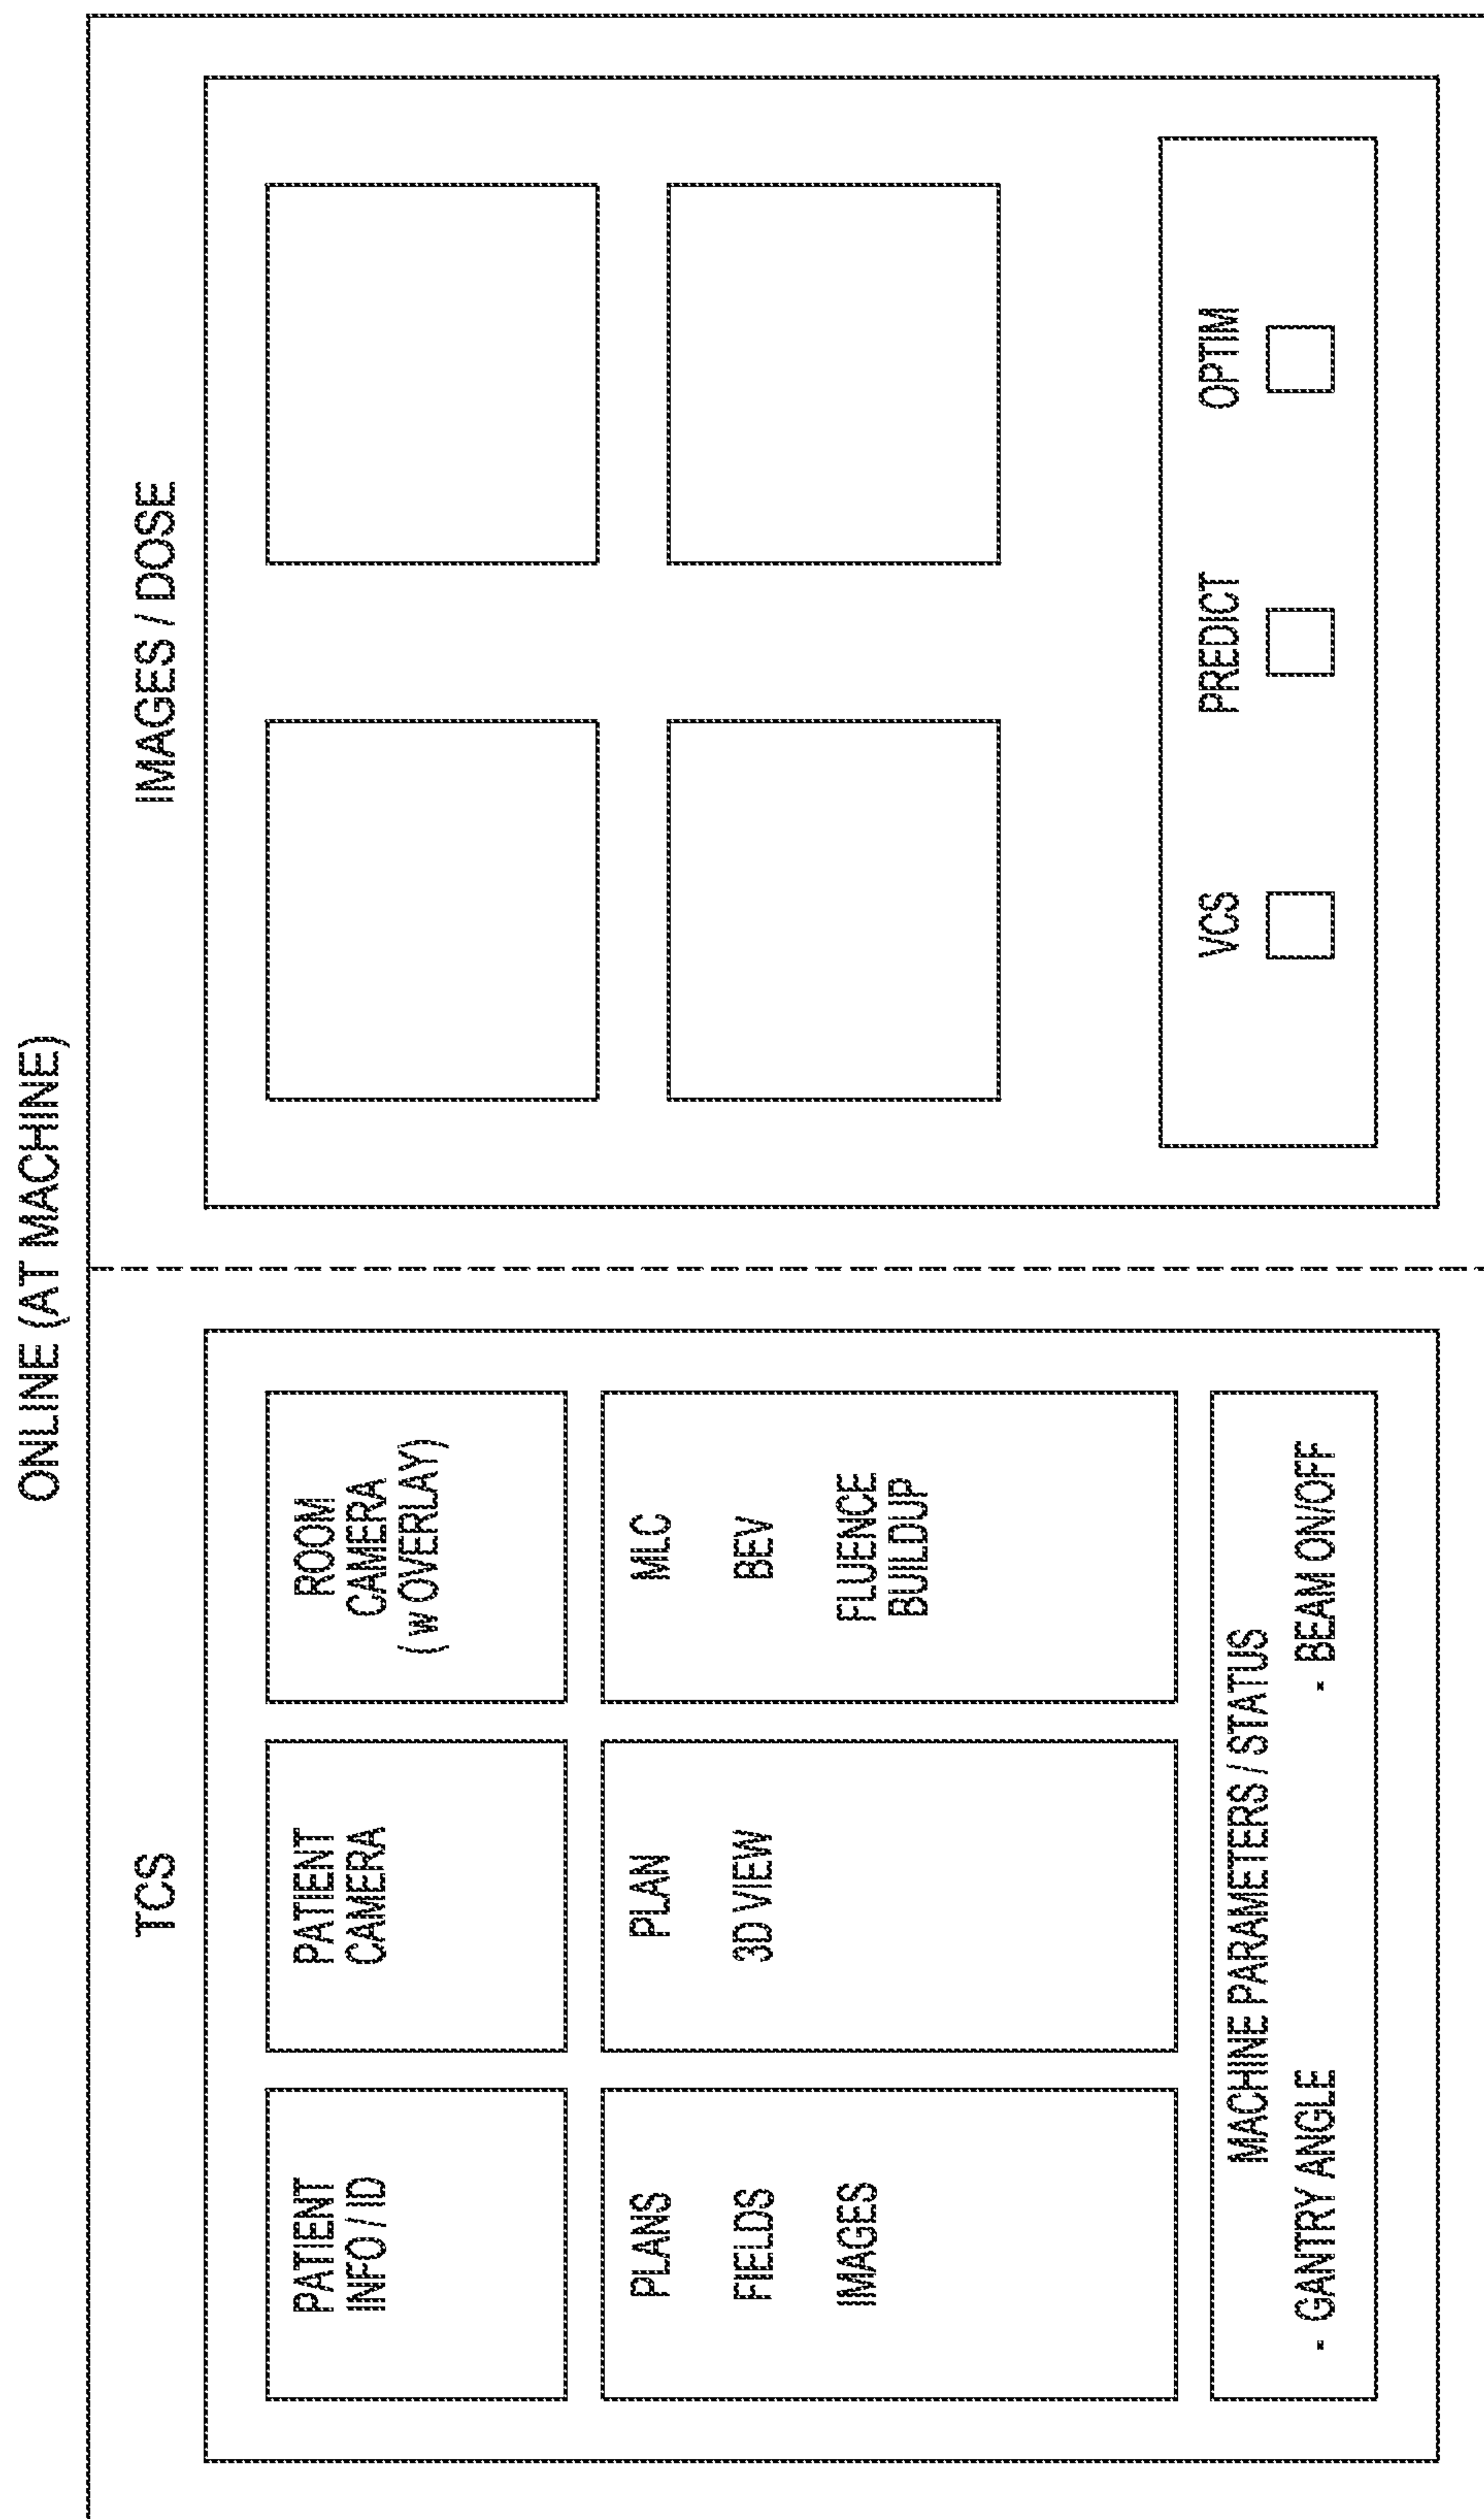 ONLINE (AT MACHINE)
TCS
PATIENT
INFO / ID
PATIENT
CAMERA
ROOM
CAMERA
( w OVERLAY)
PLANS
FIELDS
IMAGES
PLAN
3D VIEW
MLC
BEV
FLUENCE
BUILDUP
MACHINE PARAMETERS / STATUS
- GANTRY ANGLE
- BEAM ON/OFF
IMAGES / DOSE
VCS
PREDICT
OPTIM